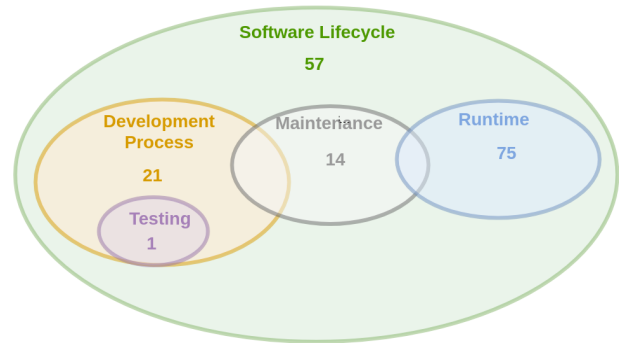 Software Lifecycle
57
Development
Process
21
Testing
1
Maintenance
14
Runtime
75